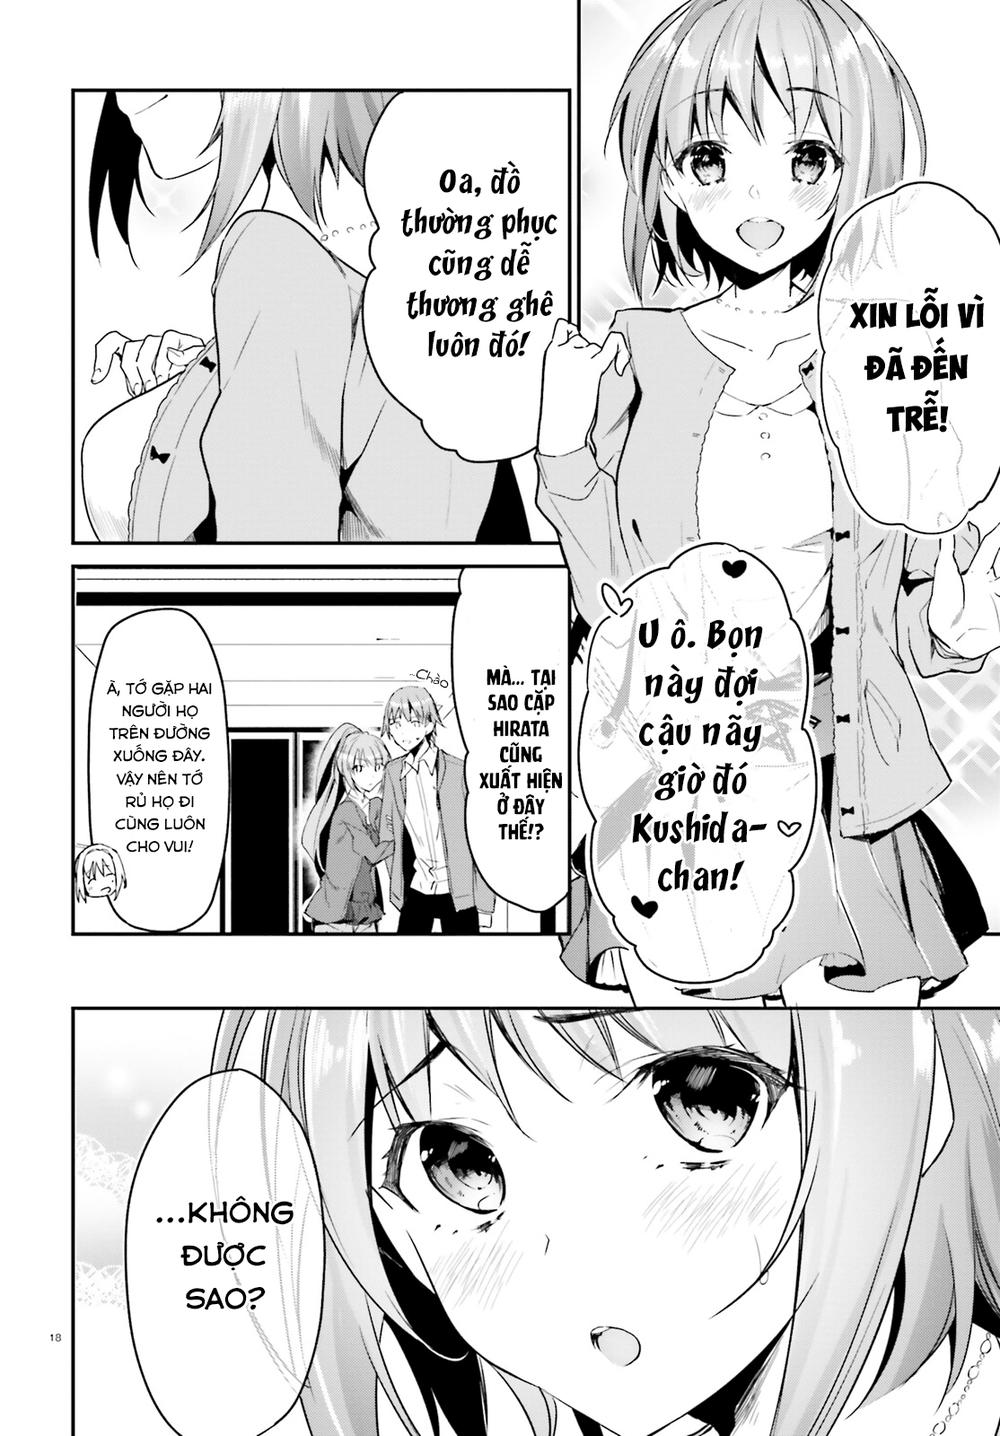 XIN LỖI VÌ
ĐÃ ĐẾN
TRỄ!
U ô. Bọn
này đợi
cậu nãy
giờ đó
Kushida-
chan!
Oa, đồ
thường phục
cũng dễ
thương ghê
luôn đó!
MÀ... TẠI
SAO CẶP
HIRATA
CŨNG
XUẤT HIỆN
Ở ĐÂY
THẾ!?
~Chào
À, TỚ GẶP HAI
NGƯỜI HỌ
TRÊN ĐƯỜNG
XUỐNG ĐÂY.
VẬY NÊN TỚ
RỦ HỌ ĐI
CÙNG LUÔN
CHO VUI!
...KHÔNG
ĐƯỢC
SAO?
18